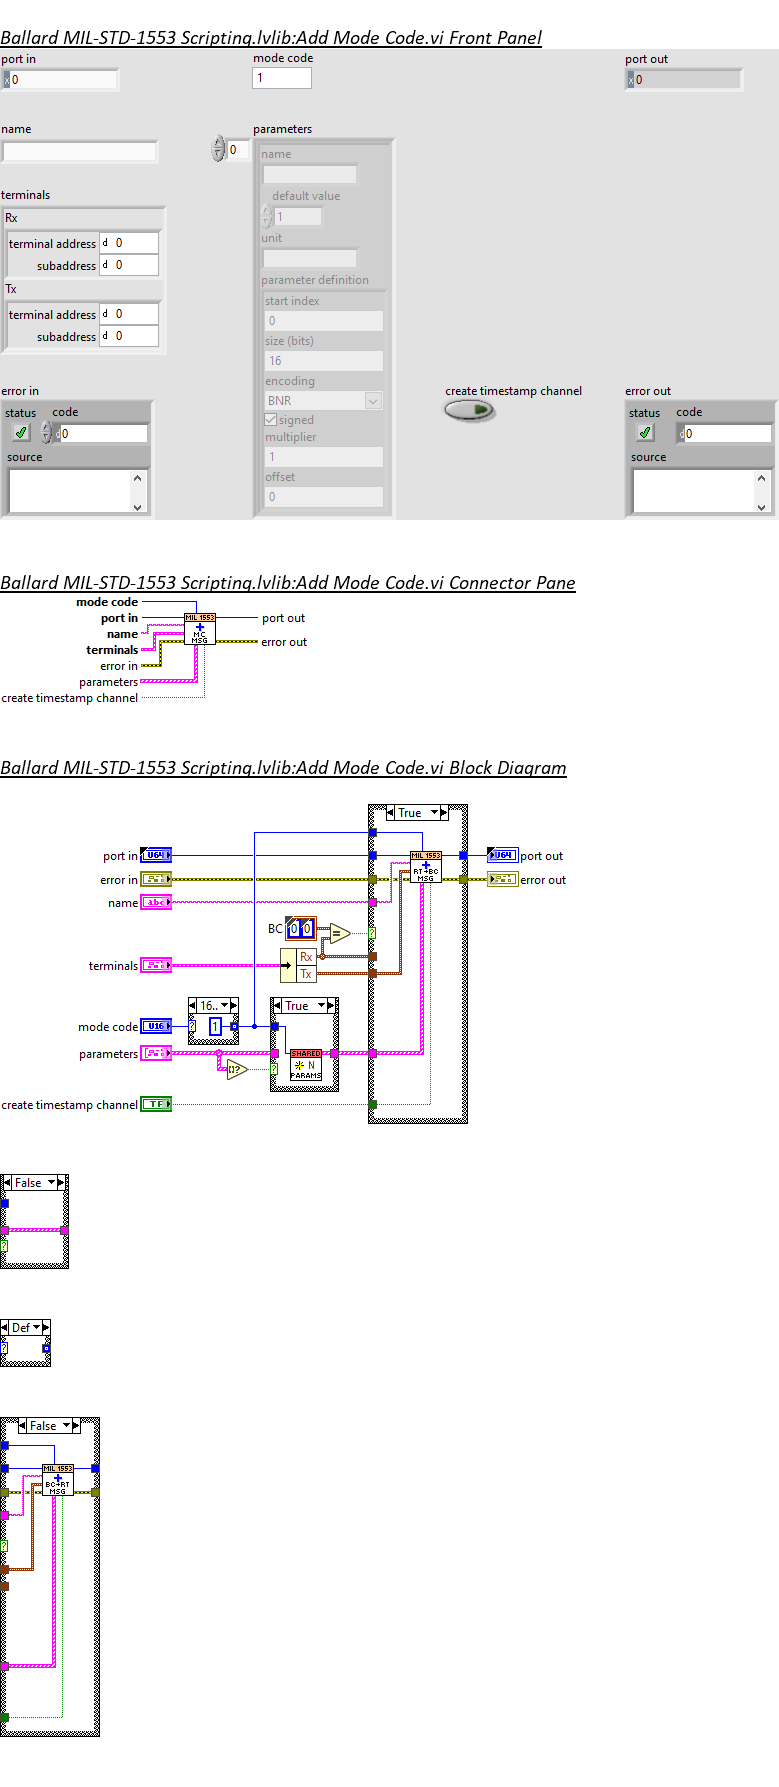 Ballard MIL-STD-1553 Scripting.lvlib:Add Mode Code.vi Front Panel
port in
x 0
mode code
1
port out
x 0
name
0
parameters
name
default value
1
unit
parameter definition
start index
0
size (bits)
16
encoding
BNR
signed
multiplier
1
offset
0
terminals
Rx
terminal address d 0
subaddress d 0
Tx
terminal address d 0
subaddress d 0
error in
status code
d 0
source
create timestamp channel
error out
status code
d 0
source
Ballard MIL-STD-1553 Scripting.lvlib:Add Mode Code.vi Connector Pane
mode code
port in
name
terminals
error in
parameters
create timestamp channel
MIL 1553
MC
MSG
port out
error out
Ballard MIL-STD-1553 Scripting.lvlib:Add Mode Code.vi Block Diagram
True
port in U64
MIL 1553
RT→BC
MSG
U64 port out
error in
error out
name abc
BC 0 0
=
?
terminals
Rx
Tx
16..
True
mode code U16
? 1
parameters
[]?
?
SHARED
N
PARAMS
create timestamp channel TF
False
?
Def
?
False
MIL 1553
BC→RT
MSG
?